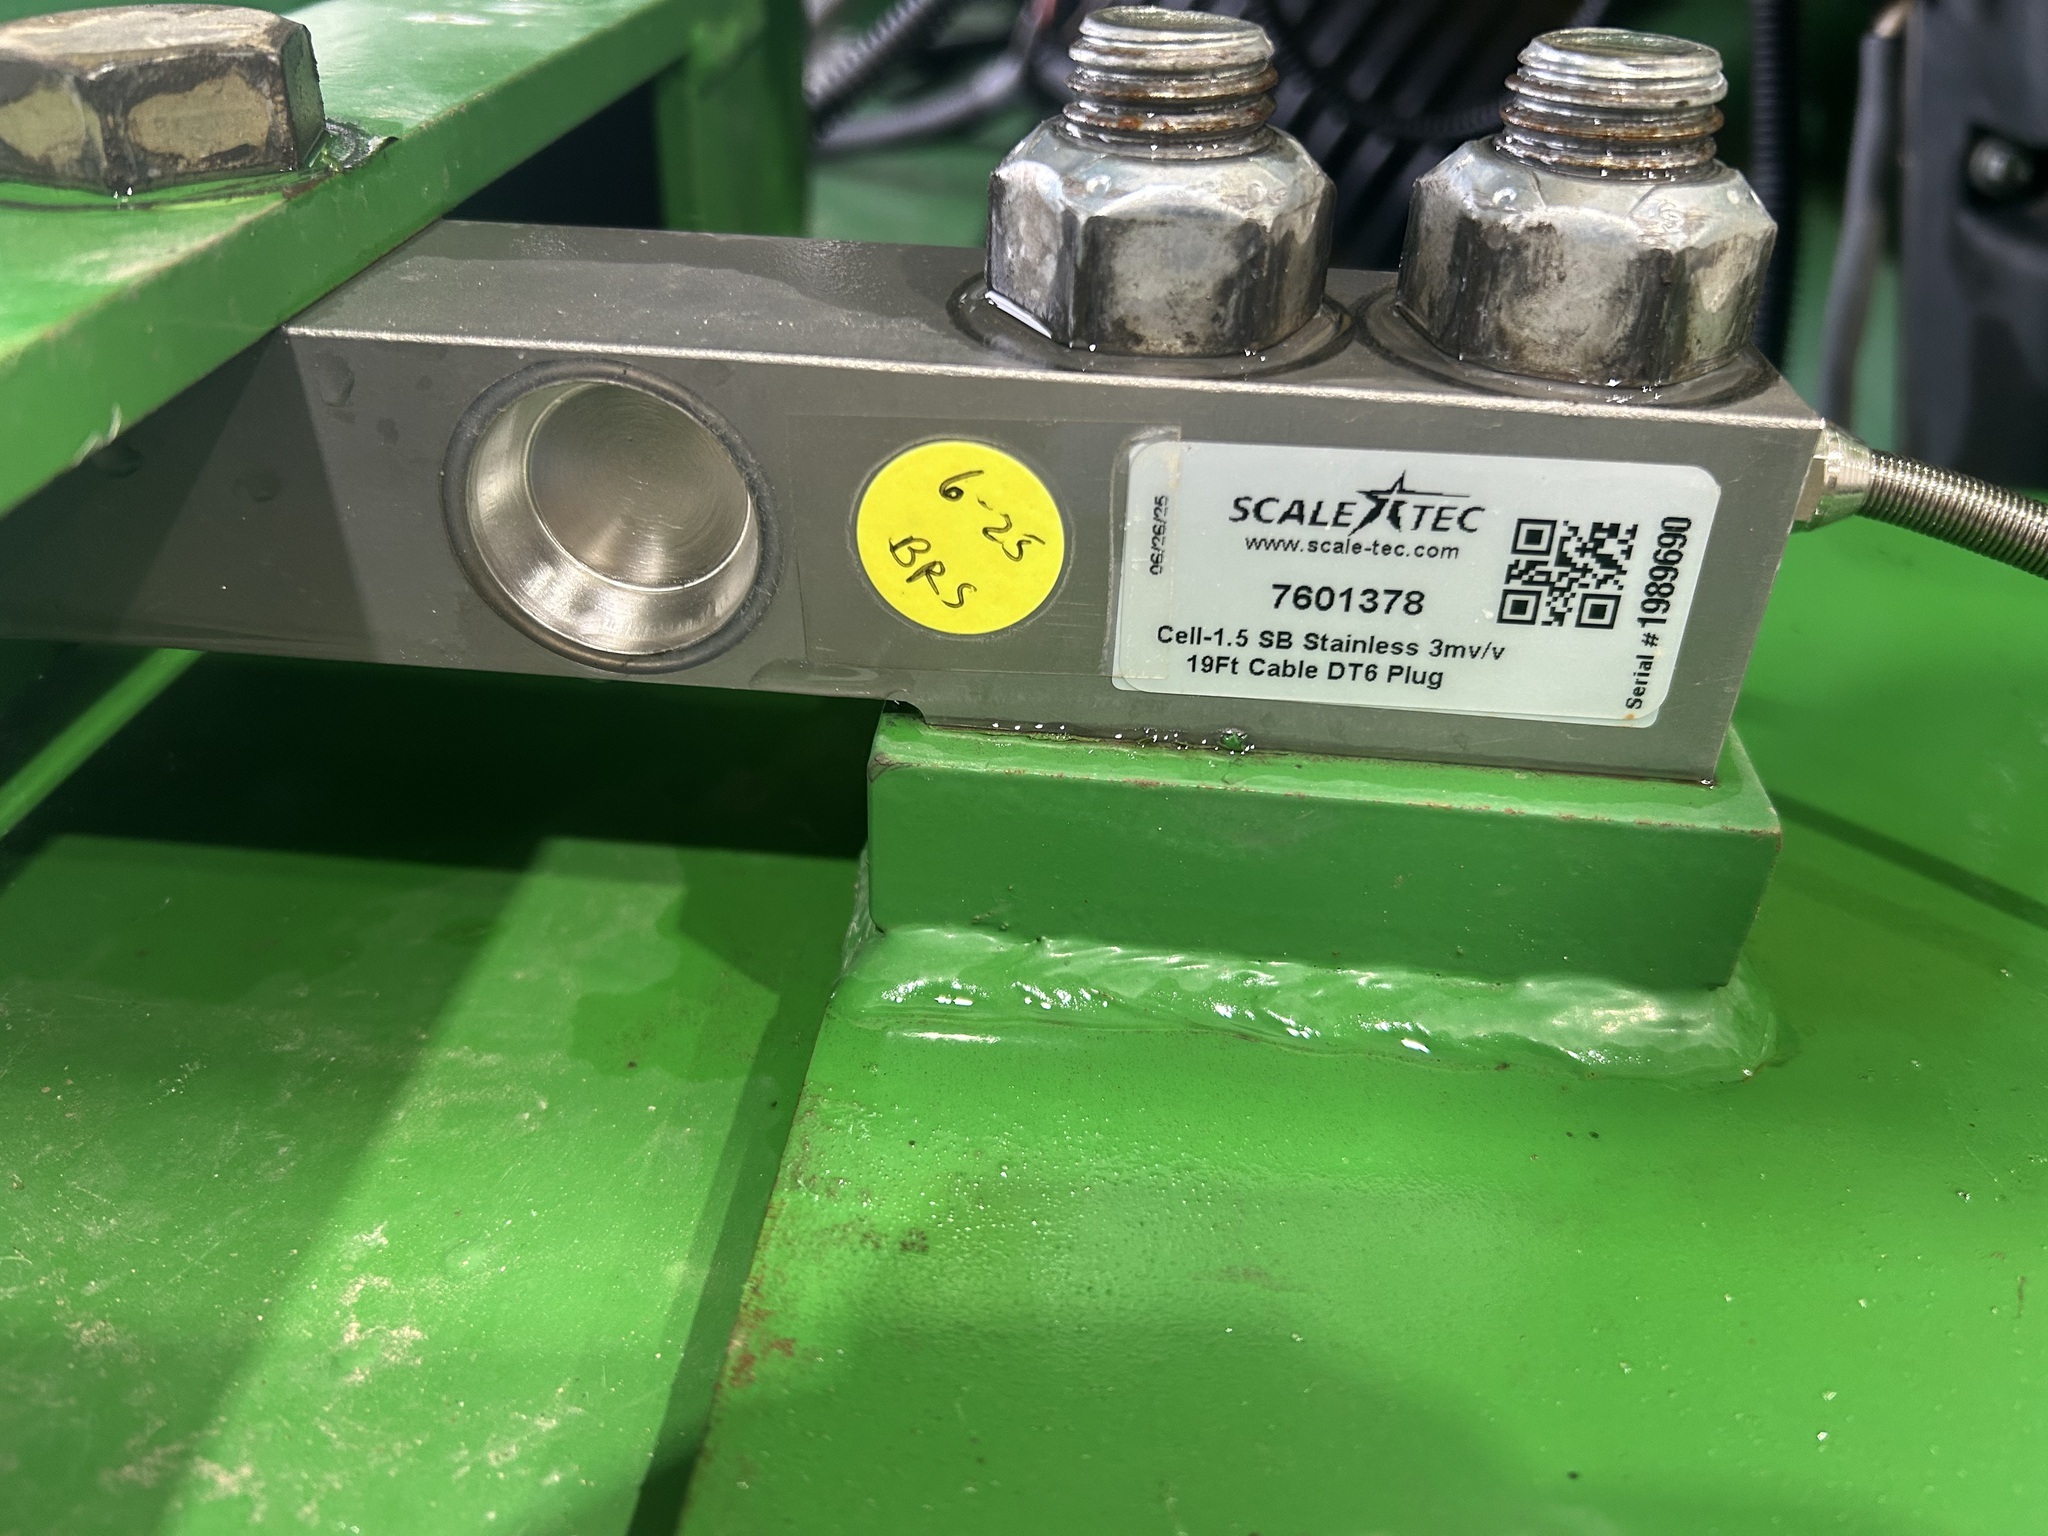 6-25
BRS
06/26/25
SCALE TEC
www.scale-tec.com
7601378
Cell-1.5 SB Stainless 3mv/v
19Ft Cable DT6 Plug
Serial #1989690